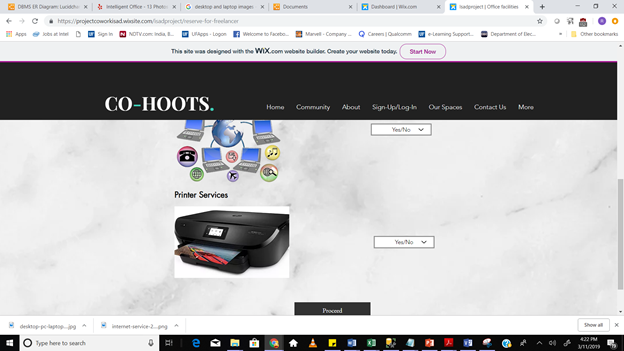 DBMS ER Diagram: Lucidcha
Intelligent Office - 13 Photo
desktop and laptop images
Documents
Dashboard | Wix.com
Isadproject | Office facilities
https://projectcoworkisad.wixsite.com/isadproject/reserve-for-freelancer
Apps
Jobs at Intel
Sign In
NDTV.com: India, B
UFApps - Logon
Welcome to Facebo
Marvell - Company
Careers | Qualcomm
e-Learning Support
Department of Elec
Other bookmarks
This site was designed with the WiX.com website builder. Create your website today.
Start Now
CO-HOOTS.
Home Community About Sign-Up/Log-In Our Spaces Contact Us More
Yes/No
Printer Services
Yes/No
Proceed
desktop-pc-laptop....jpg
internet-service-2....png
Show all
Type here to search
4:22 PM
3/11/2019